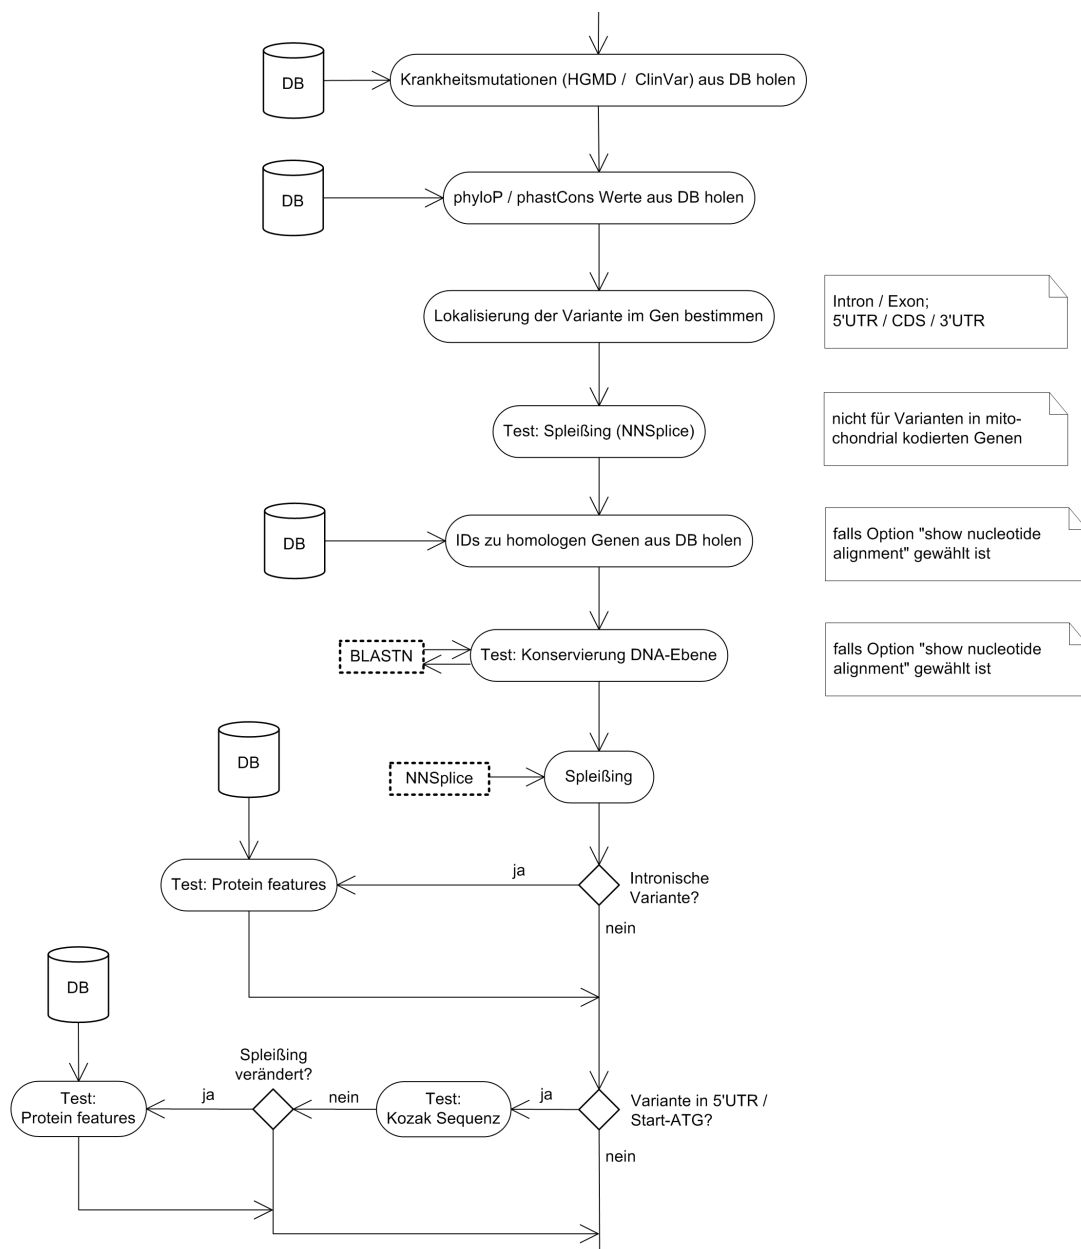 DB
Krankheitsmutationen (HGMD / ClinVar) aus DB holen
DB
phyloP / phastCons Werte aus DB holen
Lokalisierung der Variante im Gen bestimmen
Intron / Exon;
5'UTR / CDS / 3'UTR
Test: Spleißing (NNSplice)
nicht für Varianten in mito-
chondrial kodierten Genen
DB
IDs zu homologen Genen aus DB holen
falls Option "show nucleotide
alignment" gewählt ist
BLASTN
Test: Konservierung DNA-Ebene
falls Option "show nucleotide
alignment" gewählt ist
DB
NNSplice
Spleißing
Test: Protein features
ja
Intronische
Variante?
nein
DB
Spleißing
verändert?
Test:
Protein features
ja
nein
Test:
Kozak Sequenz
ja
Variante in 5'UTR /
Start-ATG?
nein